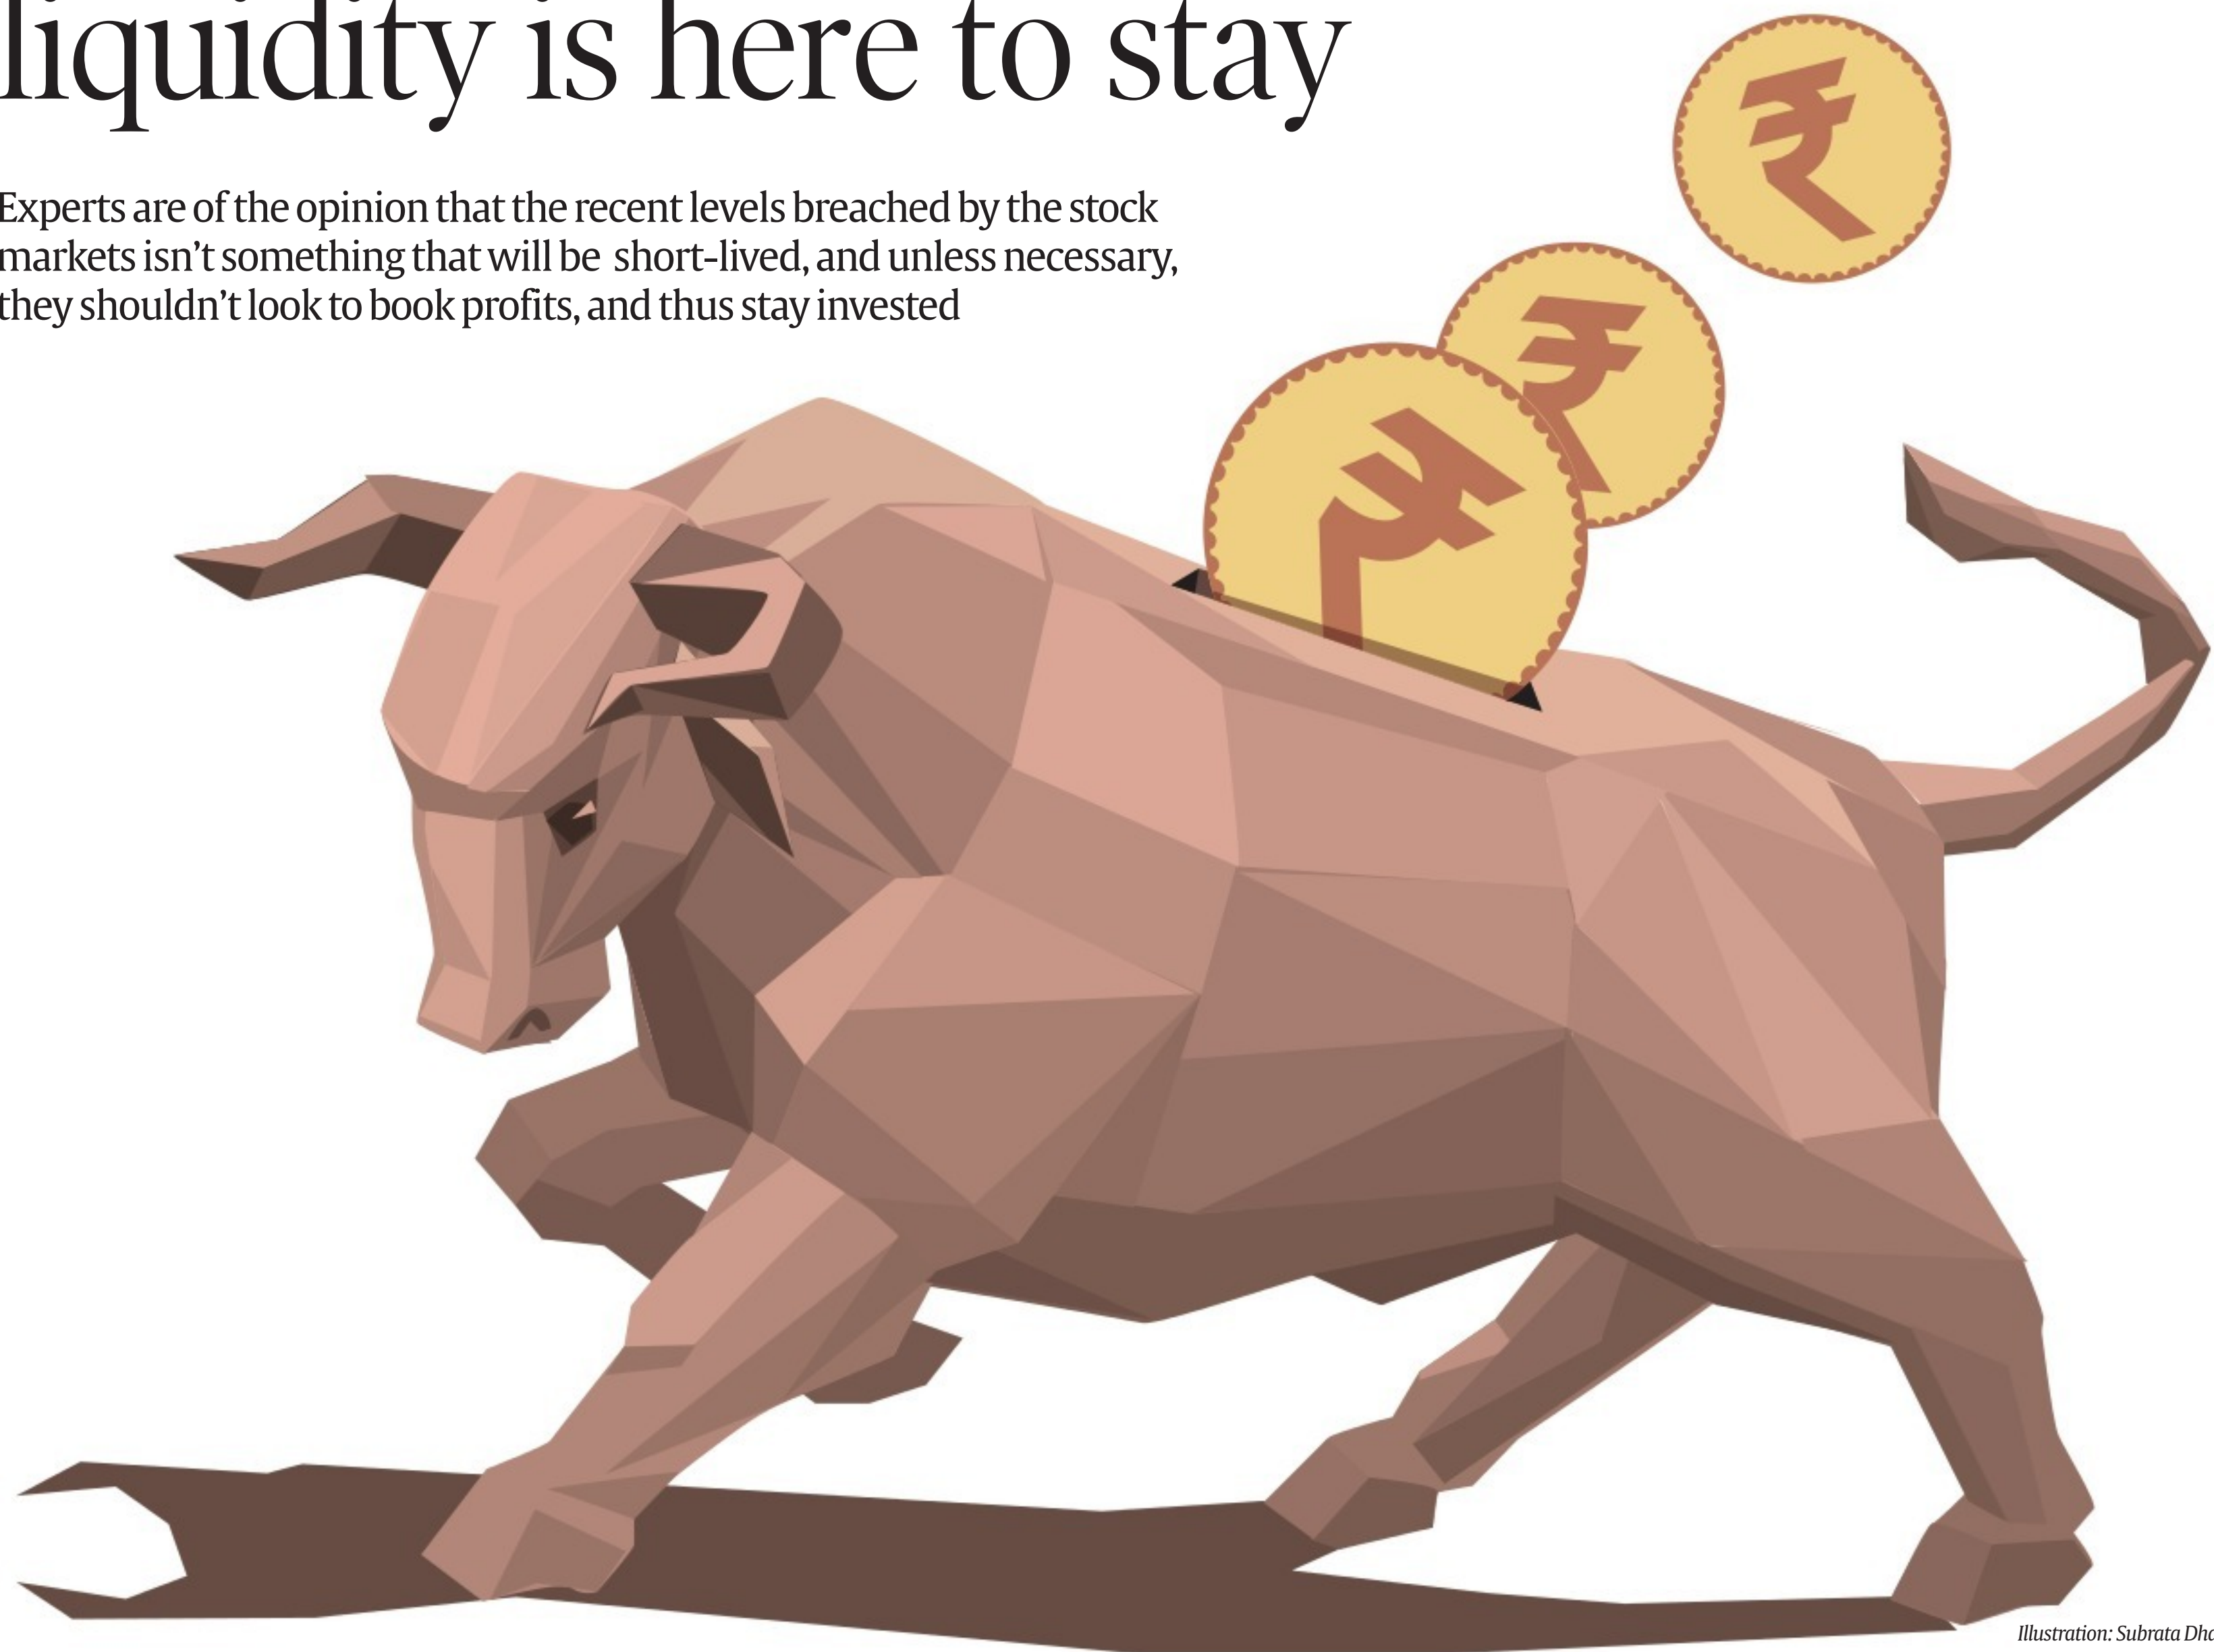 liquidity is here to stay
Experts are of the opinion that the recent levels breached by the stock
markets isn't something that will be short-lived, and unless necessary,
they shouldn't look to book profits, and thus stay invested
₹
₹
₹
Illustration: Subrata Dha